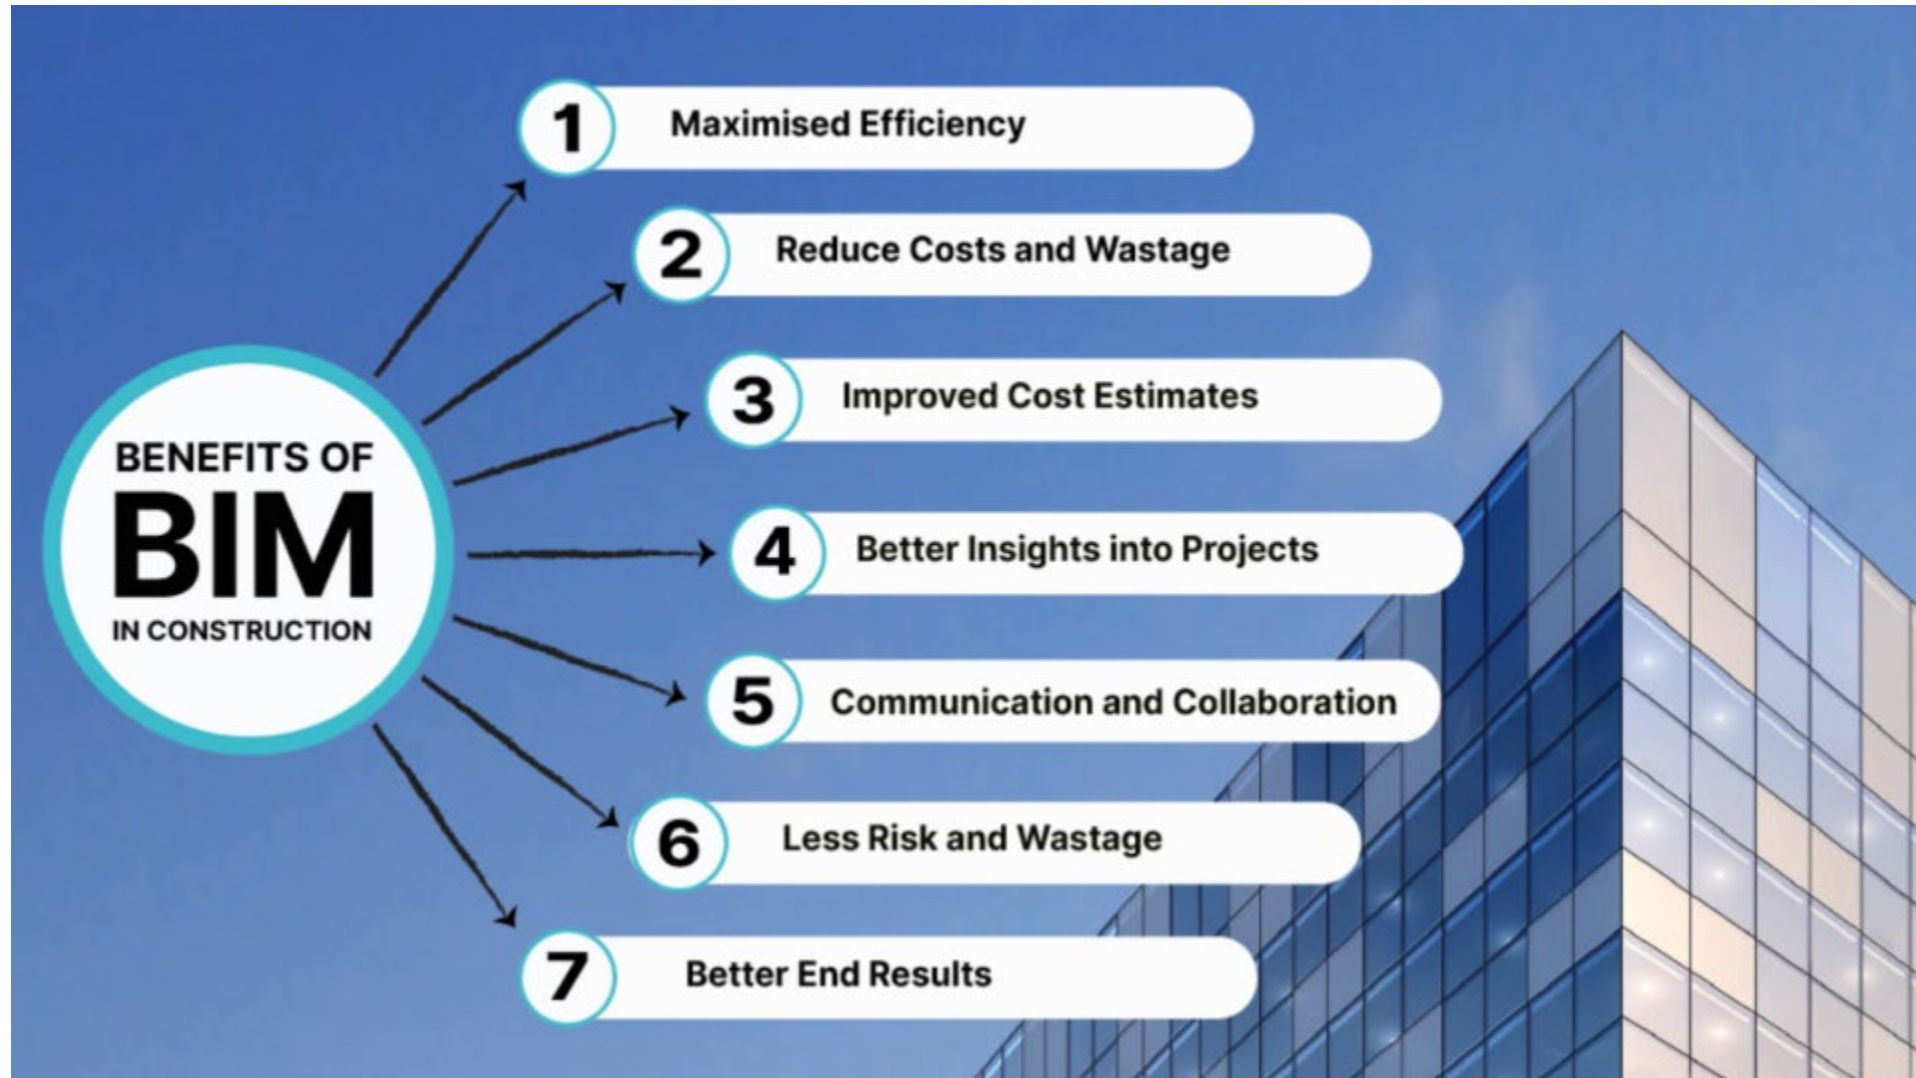 BENEFITS OF
BIM
IN CONSTRUCTION
1 Maximised Efficiency
2 Reduce Costs and Wastage
3 Improved Cost Estimates
4 Better Insights into Projects
5 Communication and Collaboration
6 Less Risk and Wastage
7 Better End Results